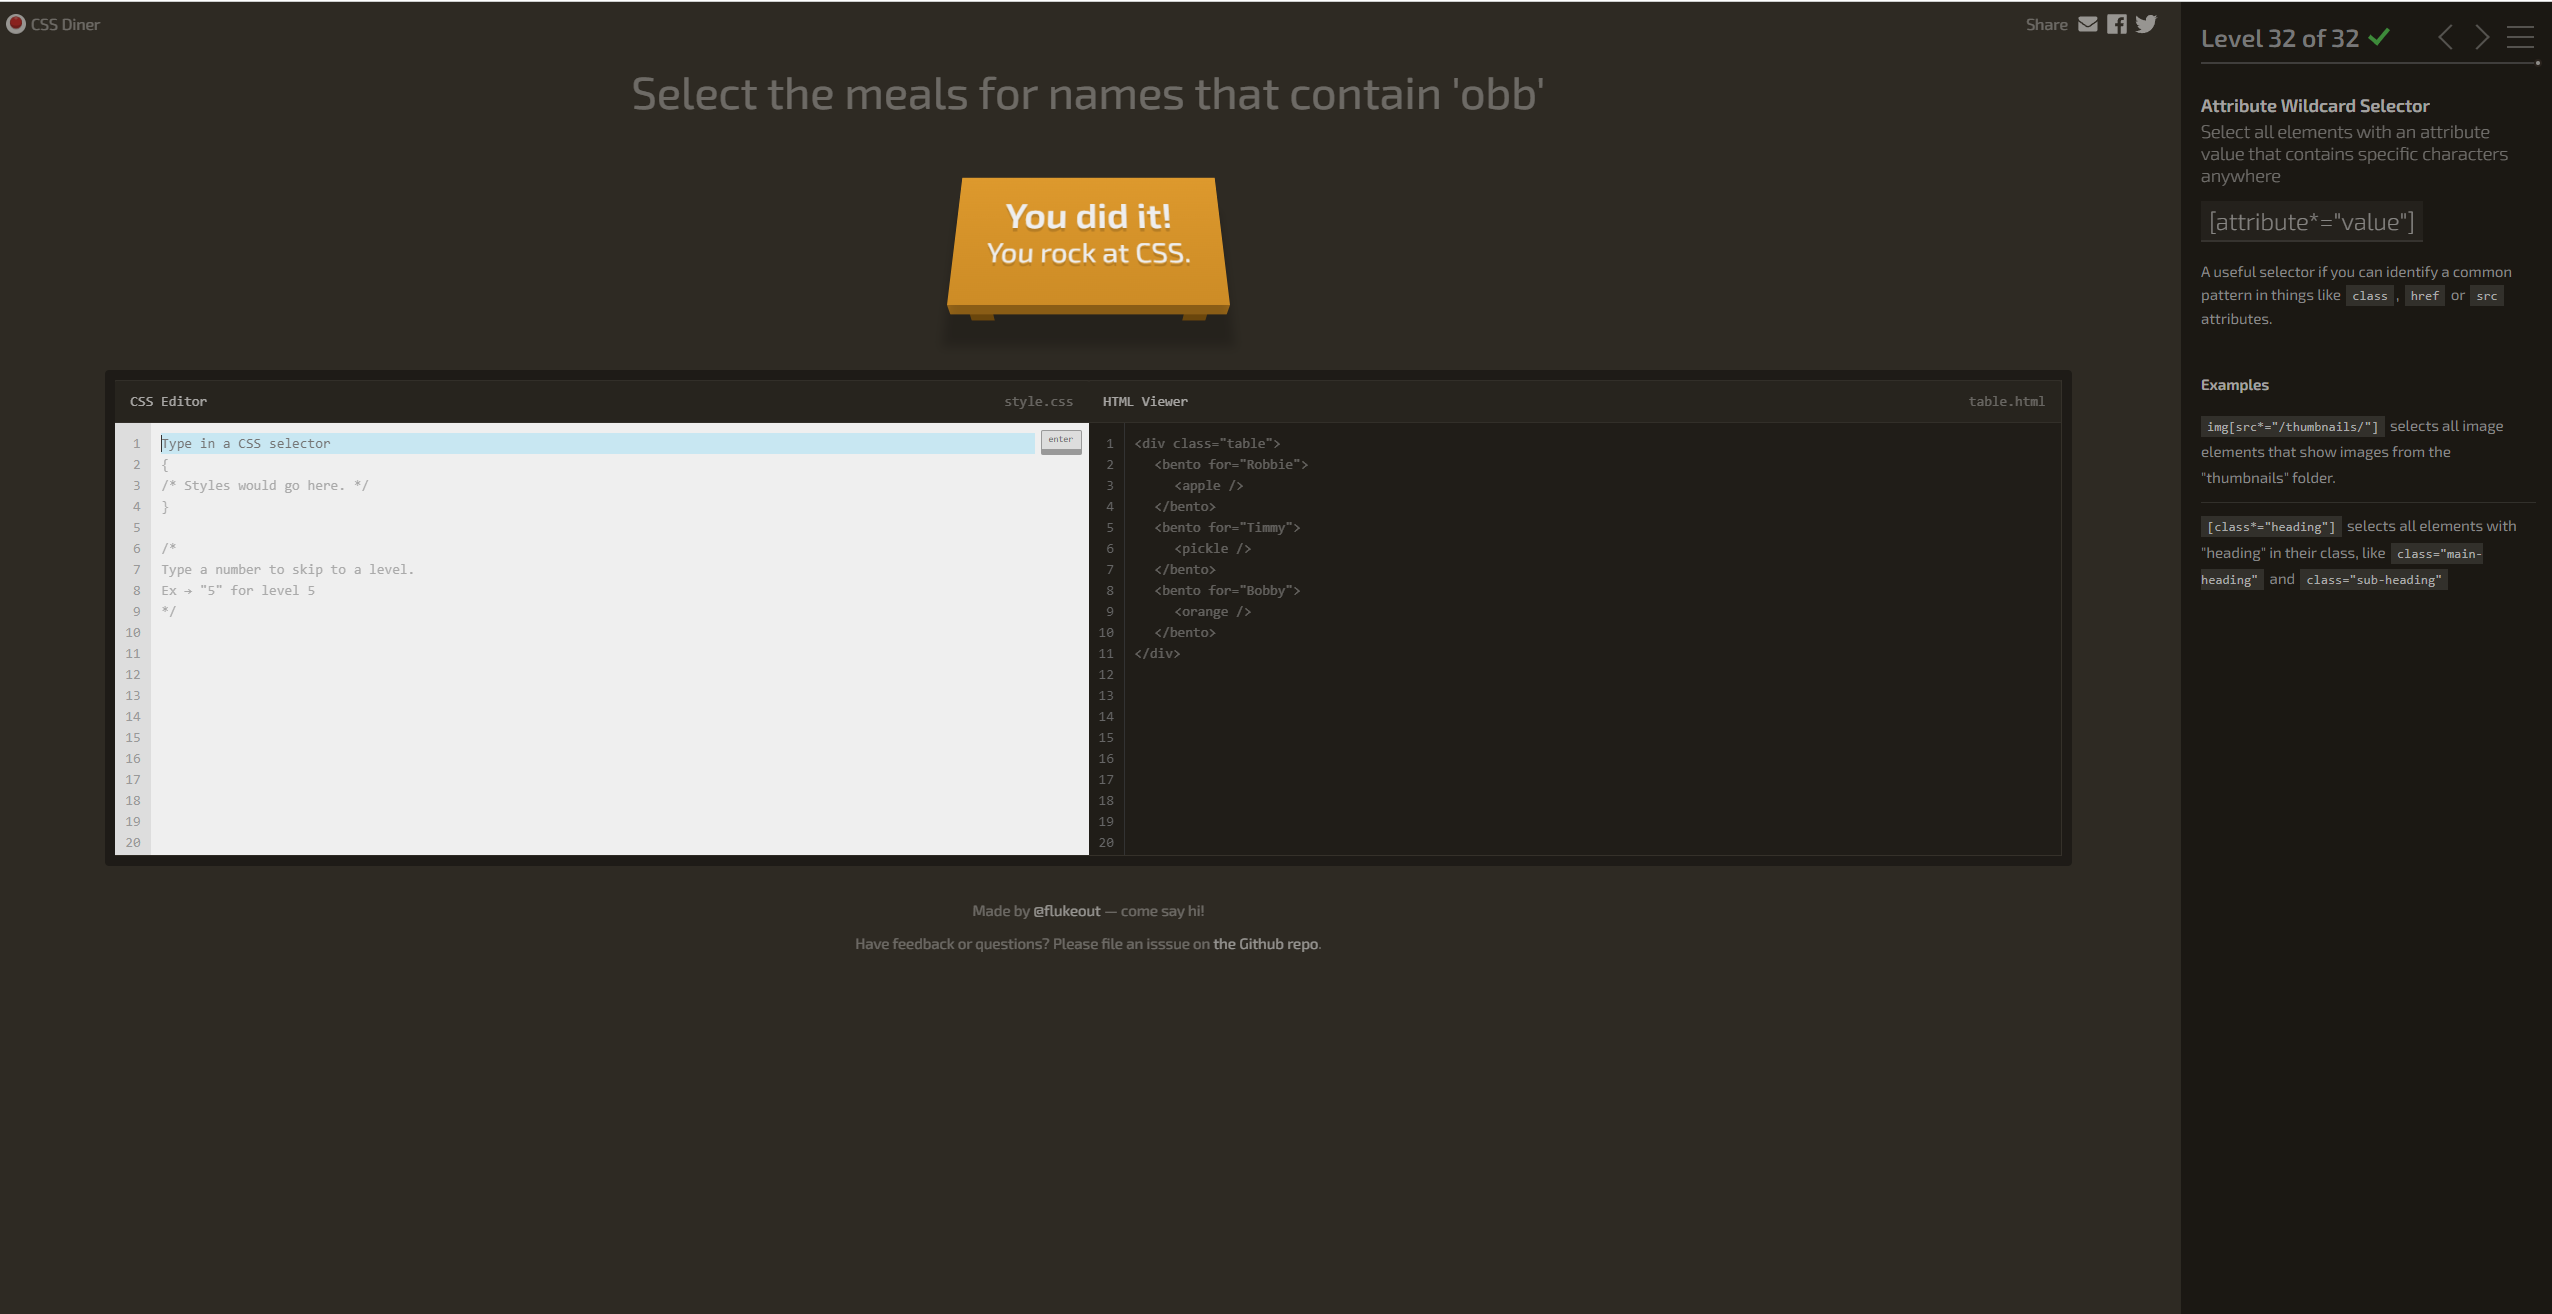 CSS Diner
Share
Select the meals for names that contain 'obb'
You did it!
You rock at CSS.
CSS Editor
style.css
1
Type in a CSS selector
enter
2
{
3
/* Styles would go here. */
4
}
5
6
/*
7
Type a number to skip to a level.
8
Ex → "5" for level 5
9
*/
10
11
12
13
14
15
16
17
18
19
20
HTML Viewer
table.html
1
<div class="table">
2
<bento for="Robbie">
3
<apple />
4
</bento>
5
<bento for="Timmy">
6
<pickle />
7
</bento>
8
<bento for="Bobby">
9
<orange />
10
</bento>
11
</div>
12
13
14
15
16
17
18
19
20
Made by @flukeout — come say hi!
Have feedback or questions? Please file an isssue on the Github repo.
Level 32 of 32
Attribute Wildcard Selector
Select all elements with an attribute
value that contains specific characters
anywhere
[attribute*="value"]
A useful selector if you can identify a common
pattern in things like class , href or src
attributes.
Examples
img[src*="/thumbnails/"] selects all image
elements that show images from the
"thumbnails" folder.
[class*="heading"] selects all elements with
"heading" in their class, like class="main-
heading" and class="sub-heading"